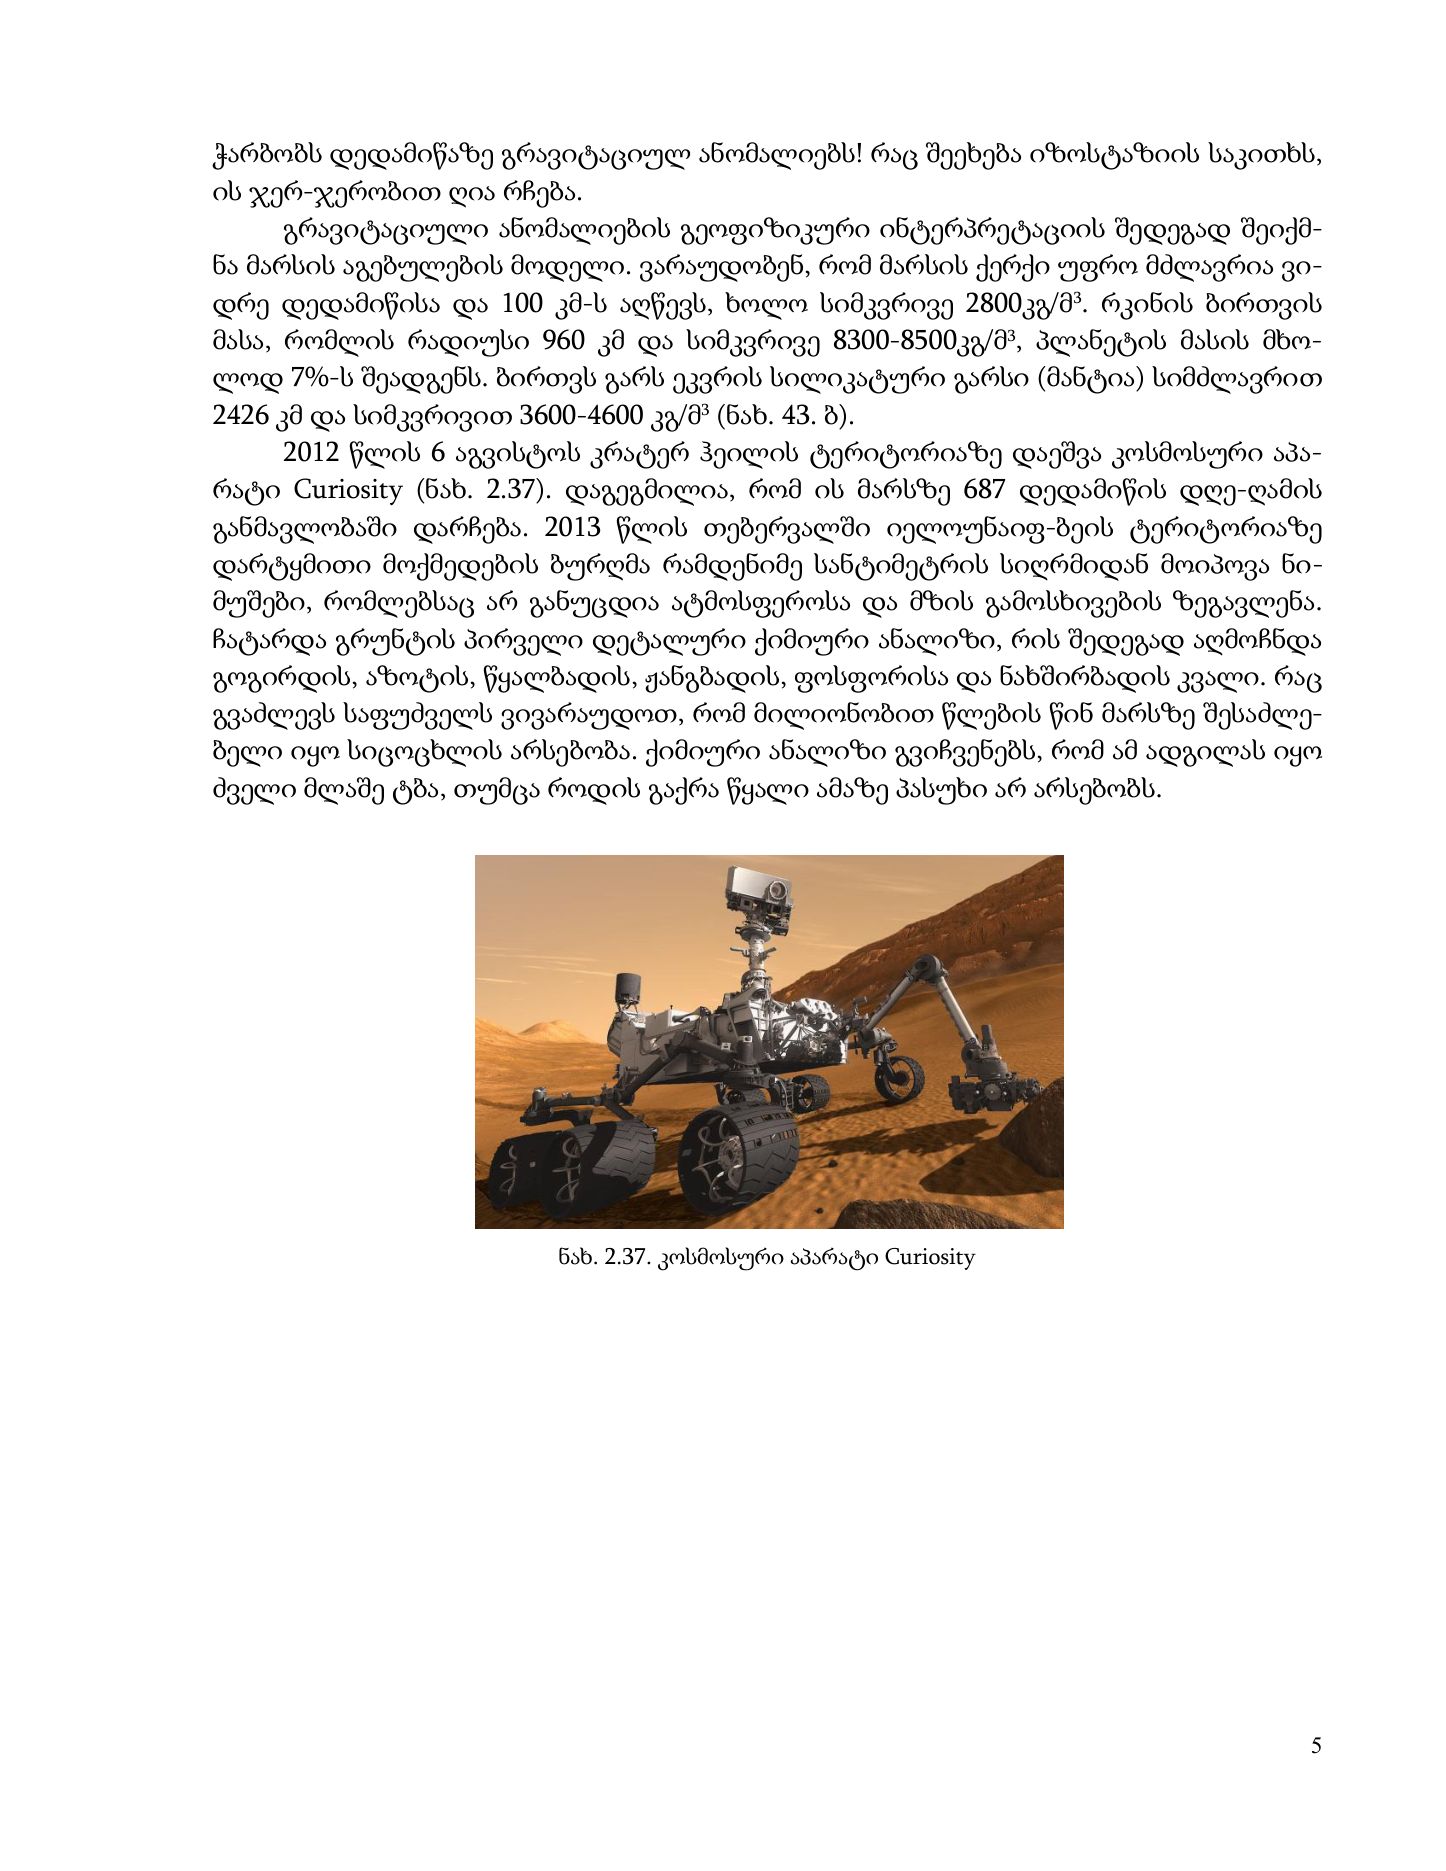 ჭარბობს დედამიწაზე გრავიტაციულ ანომალიებს! რაც შეეხება იზოსტაზიის საკითხს,
ის ჯერ-ჯერობით ღია რჩება.
გრავიტაციული ანომალიების გეოფიზიკური ინტერპრეტაციის შედეგად შეიქმ-
ნა მარსის აგებულების მოდელი. ვარაუდობენ, რომ მარსის ქერქი უფრო მძლავრია ვი-
დრე დედამიწისა და 100 კმ-ს აღწევს, ხოლო სიმკვრივე 2800კგ/მ³. რკინის ბირთვის
მასა, რომლის რადიუსი 960 კმ და სიმკვრივე 8300-8500კგ/მ³, პლანეტის მასის მხო-
ლოდ 7%-ს შეადგენს. ბირთვს გარს ეკვრის სილიკატური გარსი (მანტია) სიმძლავრით
2426 კმ და სიმკვრივით 3600-4600 კგ/მ³ (ნახ. 43. ბ).
2012 წლის 6 აგვისტოს კრატერ ჰეილის ტერიტორიაზე დაეშვა კოსმოსური აპა-
რატი Curiosity (ნახ. 2.37). დაგეგმილია, რომ ის მარსზე 687 დედამიწის დღე-ღამის
განმავლობაში დარჩება. 2013 წლის თებერვალში იელოუნაიფ-ბეის ტერიტორიაზე
დარტყმითი მოქმედების ბურღმა რამდენიმე სანტიმეტრის სიღრმიდან მოიპოვა ნი-
მუშები, რომლებსაც არ განუცდია ატმოსფეროსა და მზის გამოსხივების ზეგავლენა.
ჩატარდა გრუნტის პირველი დეტალური ქიმიური ანალიზი, რის შედეგად აღმოჩნდა
გოგირდის, აზოტის, წყალბადის, ჟანგბადის, ფოსფორისა და ნახშირბადის კვალი. რაც
გვაძლევს საფუძველს ვივარაუდოთ, რომ მილიონობით წლების წინ მარსზე შესაძლე-
ბელი იყო სიცოცხლის არსებობა. ქიმიური ანალიზი გვიჩვენებს, რომ ამ ადგილას იყო
ძველი მლაშე ტბა, თუმცა როდის გაქრა წყალი ამაზე პასუხი არ არსებობს.
ნახ. 2.37. კოსმოსური აპარატი Curiosity
5